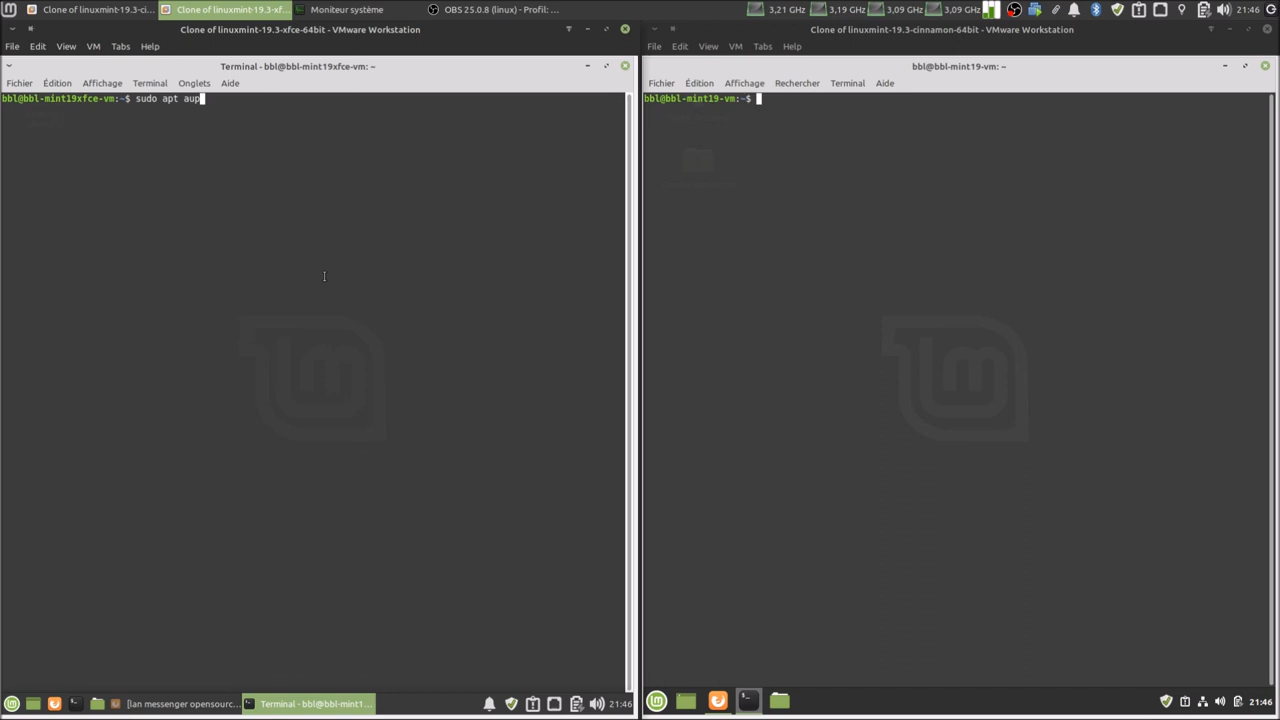 Clone of linuxmint-19.3-ci...
Clone of linuxmint-19.3-xf...
Moniteur système
OBS 25.0.8 (linux) - Profil: ...
3,21 GHz
3,19 GHz
3,09 GHz
3,09 GHz
21:46
Clone of linuxmint-19.3-xfce-64bit - VMware Workstation
File Edit View VM Tabs Help
Terminal - bbl@bbl-mint19xfce-vm: ~
Fichier Édition Affichage Terminal Onglets Aide
bbl@bbl-mint19xfce-vm:~$ sudo apt aup
[lan messenger opensourc...
Terminal - bbl@bbl-mint1...
21:46
Clone of linuxmint-19.3-cinnamon-64bit - VMware Workstation
File Edit View VM Tabs Help
bbl@bbl-mint19-vm: ~
Fichier Édition Affichage Rechercher Terminal Aide
bbl@bbl-mint19-vm:~$
21:46